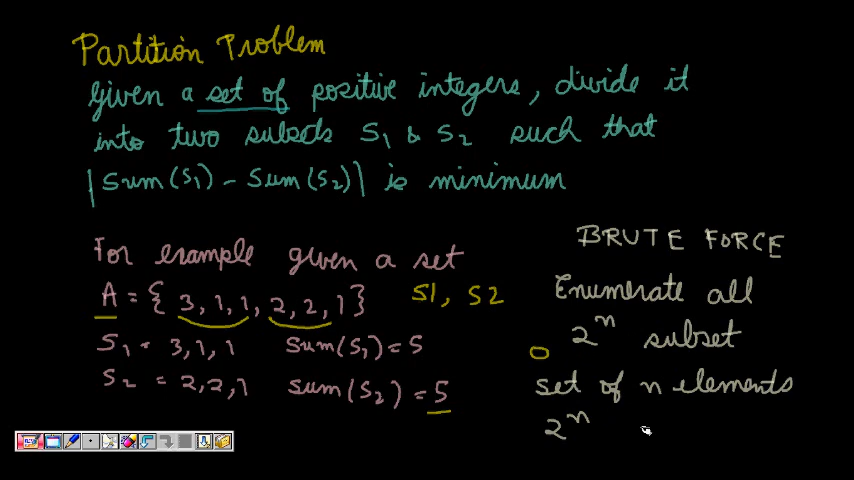 Partition Problem
Given a set of positive integers, divide it
into two subsets S1 & S2 such that
|Sum(S1) - Sum(S2)| is minimum
For example given a set
A = { 3, 1, 1, 2, 2, 1}
S1, S2
S1 = 3, 1, 1 Sum(S1) = 5
S2 = 2, 2, 1 sum(S2) = 5
BRUTE FORCE
Enumerate all
2^n subset
0
set of n elements
2^n